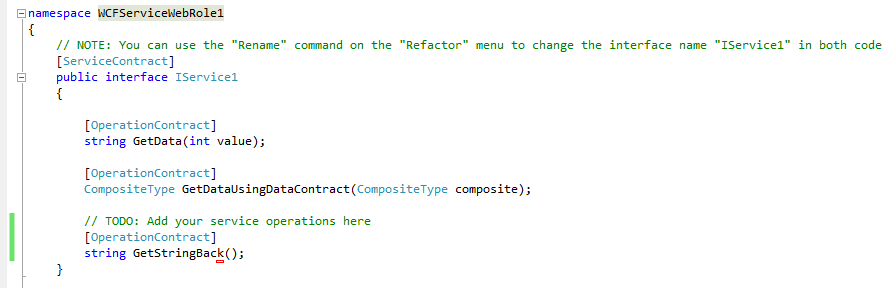 namespace WCFServiceWebRole1
{
// NOTE: You can use the "Rename" command on the "Refactor" menu to change the interface name "IService1" in both code
[ServiceContract]
public interface IService1
{
[OperationContract]
string GetData(int value);
[OperationContract]
CompositeType GetDataUsingDataContract(CompositeType composite);
// TODO: Add your service operations here
[OperationContract]
string GetStringBack();
}